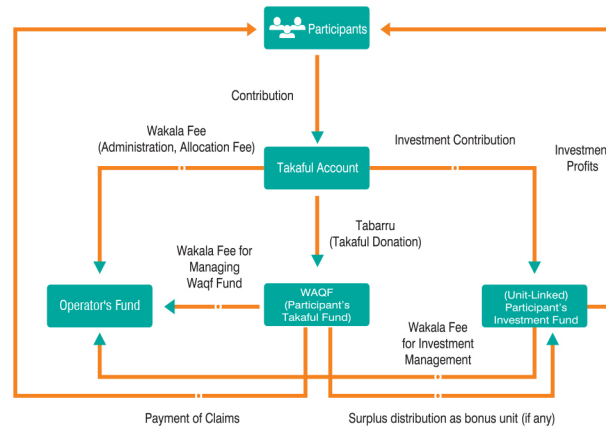 Participants
Contribution
Wakala Fee
(Administration, Allocation Fee)
Investment Contribution
Takaful Account
Profits
Tabarru
(Takaful Donation)
Wakala Fee for
Managing
Waqf Fund
Operator's Fund
WAQF
(Participant's
Takaful Fund)
(Unit-Linked)
Participant's
Investment Fund
Wakala Fee
for Investment
Management
Payment of Claims
Surplus distribution as bonus unit (if any)